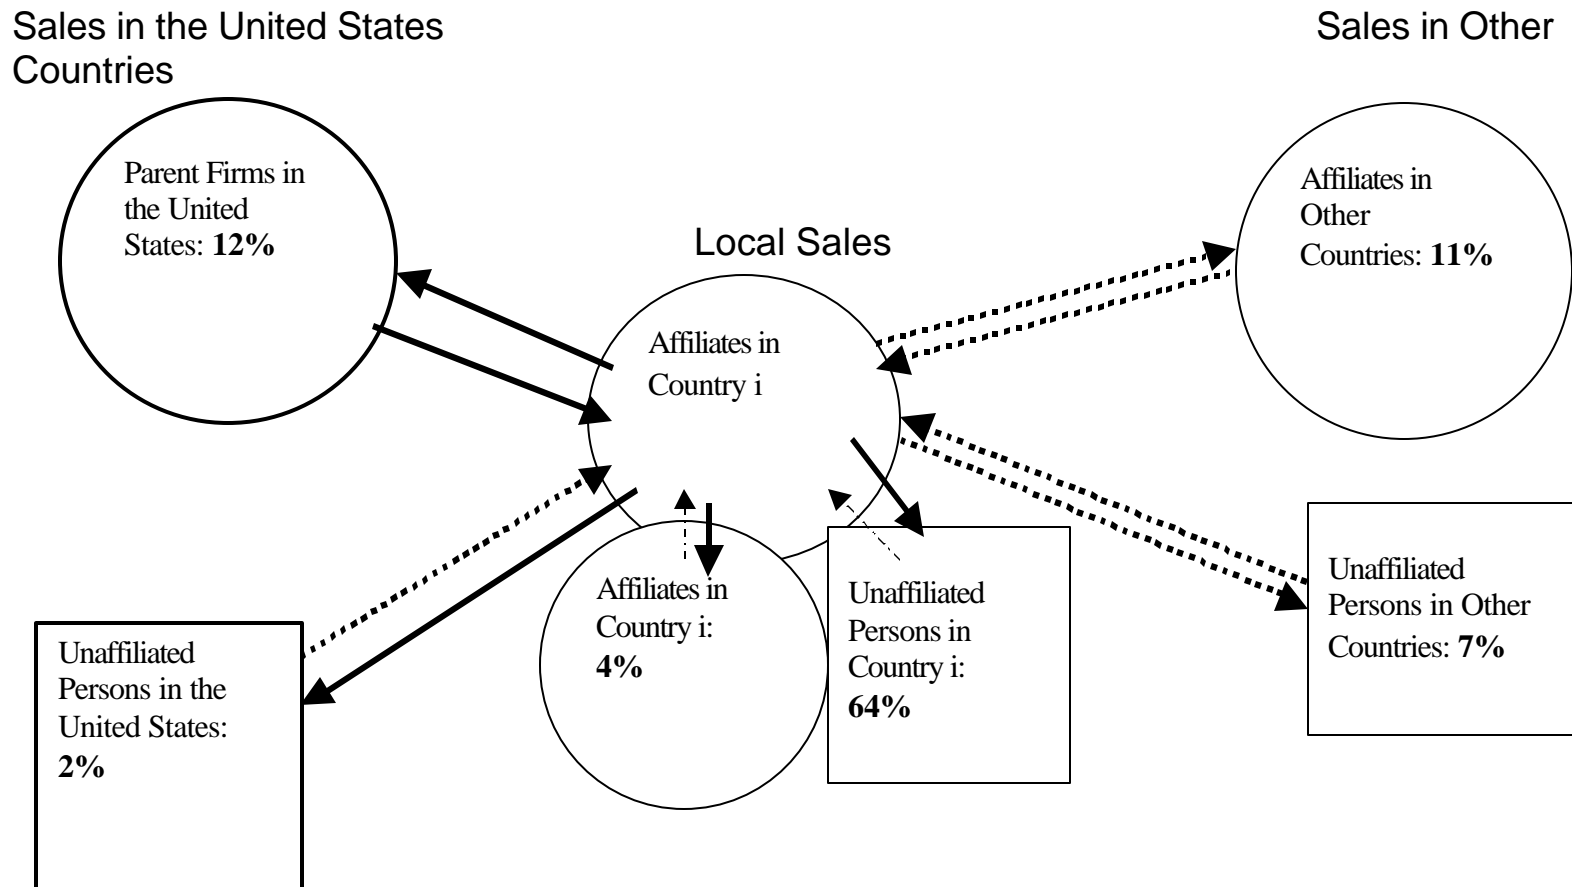 Sales in the United States
Sales in Other
Countries
Parent Firms in
the United
States: 12%
Local Sales
Affiliates in
Other
Countries: 11%
Affiliates in
Country i
Unaffiliated
Persons in the
United States:
2%
Affiliates in
Country i:
4%
Unaffiliated
Persons in
Country i:
64%
Unaffiliated
Persons in Other
Countries: 7%